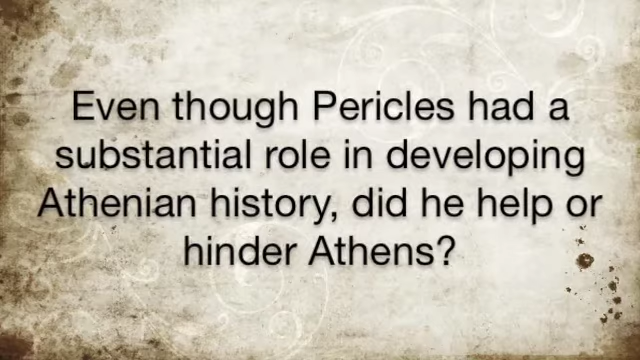 Even though Pericles had a
substantial role in developing
Athenian history, did he help or
hinder Athens?